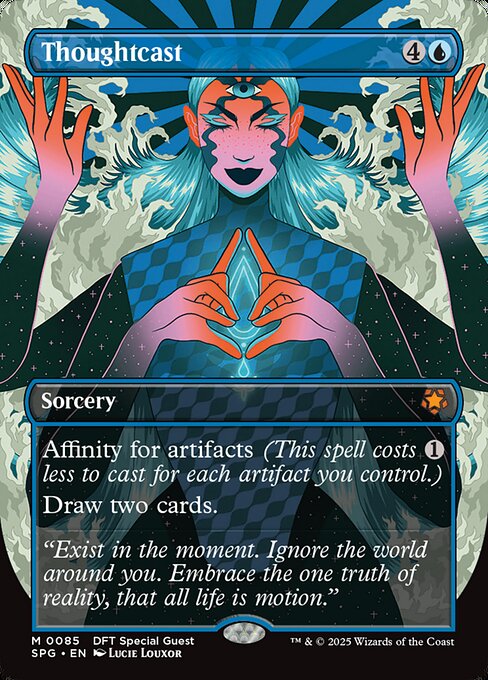 Thoughtcast 4
Sorcery
Affinity for artifacts (This spell costs 1
less to cast for each artifact you control.)
Draw two cards.
“Exist in the moment. Ignore the world
around you. Embrace the one truth of
reality, that all life is motion.”
M 0085 DFT Special Guest
SPG • EN Lucie Louxor
™ & © 2025 Wizards of the Coast